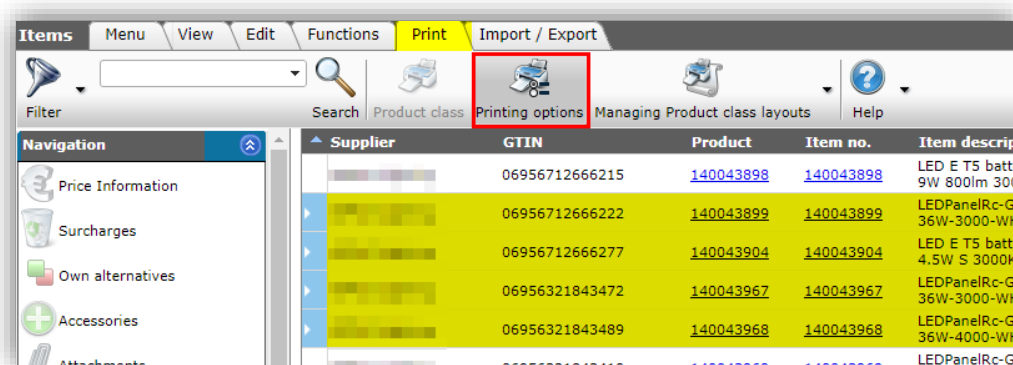 Items Menu View Edit Functions Print Import / Export
Filter Search Product class Printing options Managing Product class layouts Help
Navigation
Price Information
Surcharges
Own alternatives
Accessories
Attachments
Supplier GTIN Product Item no. Item descrip
06956712666215 140043898 140043898 LED E T5 batt
9W 800lm 300
06956712666222 140043899 140043899 LEDPanelRc-G
36W-3000-WH
06956712666277 140043904 140043904 LED E T5 batt
4.5W S 3000K
06956321843472 140043967 140043967 LEDPanelRc-G
36W-3000-WH
06956321843489 140043968 140043968 LEDPanelRc-G
36W-4000-WH
LEDPanelRc-G